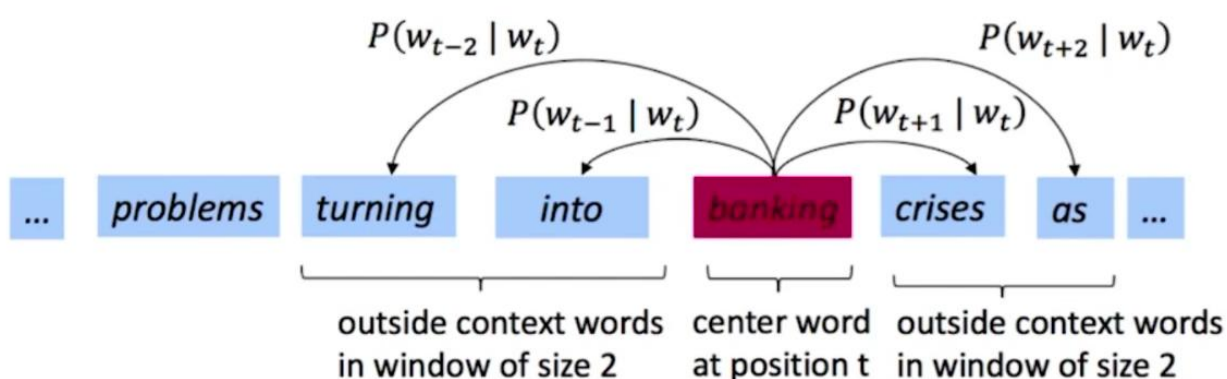 P(w_{t−2} | w_t)
P(w_{t+2} | w_t)
P(w_{t−1} | w_t)
P(w_{t+1} | w_t)
... problems turning into banking crises as ...
outside context words
in window of size 2
center word
at position t
outside context words
in window of size 2